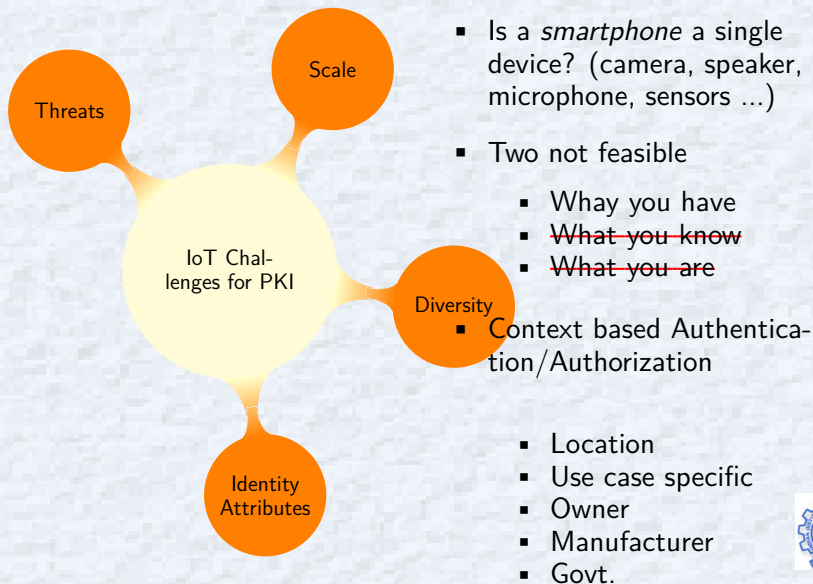 Scale
Threats
IoT Chal-
lenges for PKI
Diversity
Identity
Attributes
▪ Is a smartphone a single
device? (camera, speaker,
microphone, sensors ...)
▪ Two not feasible
▪ Whay you have
▪ What you know
▪ What you are
▪ Context based Authentica-
tion/Authorization
▪ Location
▪ Use case specific
▪ Owner
▪ Manufacturer
▪ Govt.